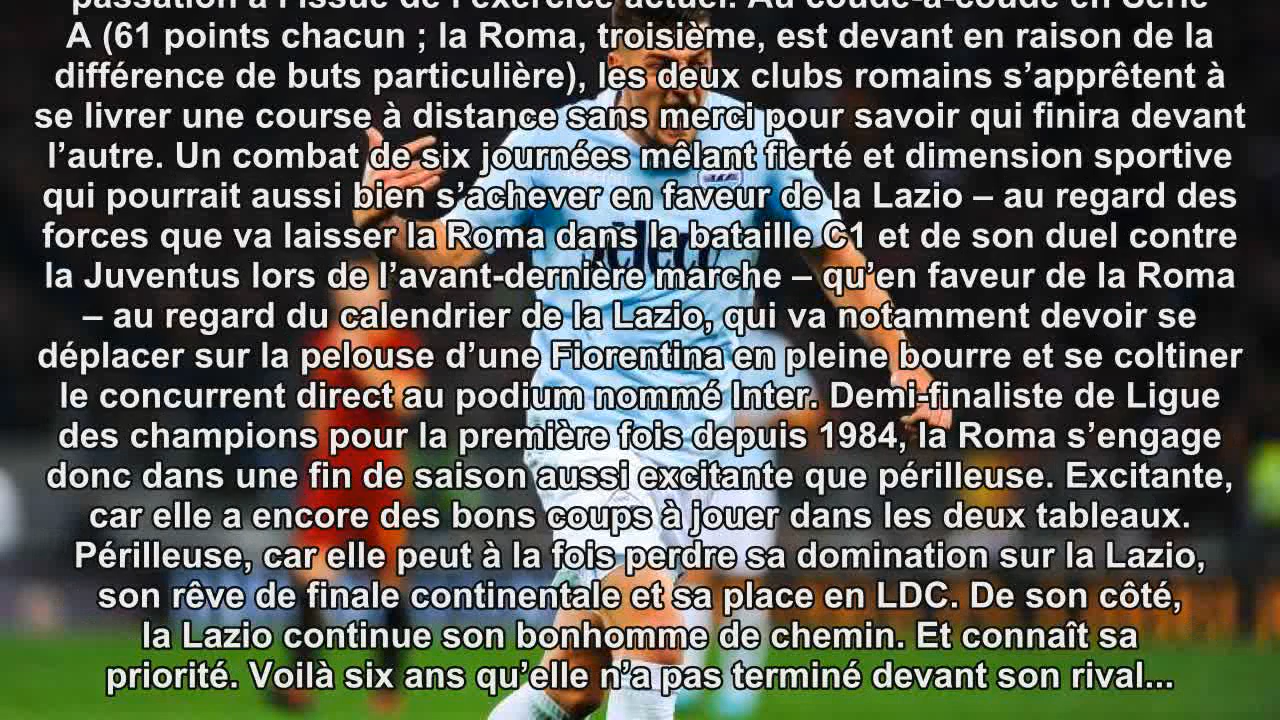 passation à l'issue de l'exercice actuel. Au coude-à-coude en Serie
A (61 points chacun ; la Roma, troisième, est devant en raison de la
différence de buts particulière), les deux clubs romains s'apprêtent à
se livrer une course à distance sans merci pour savoir qui finira devant
l'autre. Un combat de six journées mêlant fierté et dimension sportive
qui pourrait aussi bien s'achever en faveur de la Lazio – au regard des
forces que va laisser la Roma dans la bataille C1 et de son duel contre
la Juventus lors de l'avant-dernière marche – qu'en faveur de la Roma
– au regard du calendrier de la Lazio, qui va notamment devoir se
déplacer sur la pelouse d'une Fiorentina en pleine bourre et se coltiner
le concurrent direct au podium nommé Inter. Demi-finaliste de Ligue
des champions pour la première fois depuis 1984, la Roma s'engage
donc dans une fin de saison aussi excitante que périlleuse. Excitante,
car elle a encore des bons coups à jouer dans les deux tableaux.
Périlleuse, car elle peut à la fois perdre sa domination sur la Lazio,
son rêve de finale continentale et sa place en LDC. De son côté,
la Lazio continue son bonhomme de chemin. Et connaît sa
priorité. Voilà six ans qu'elle n'a pas terminé devant son rival...